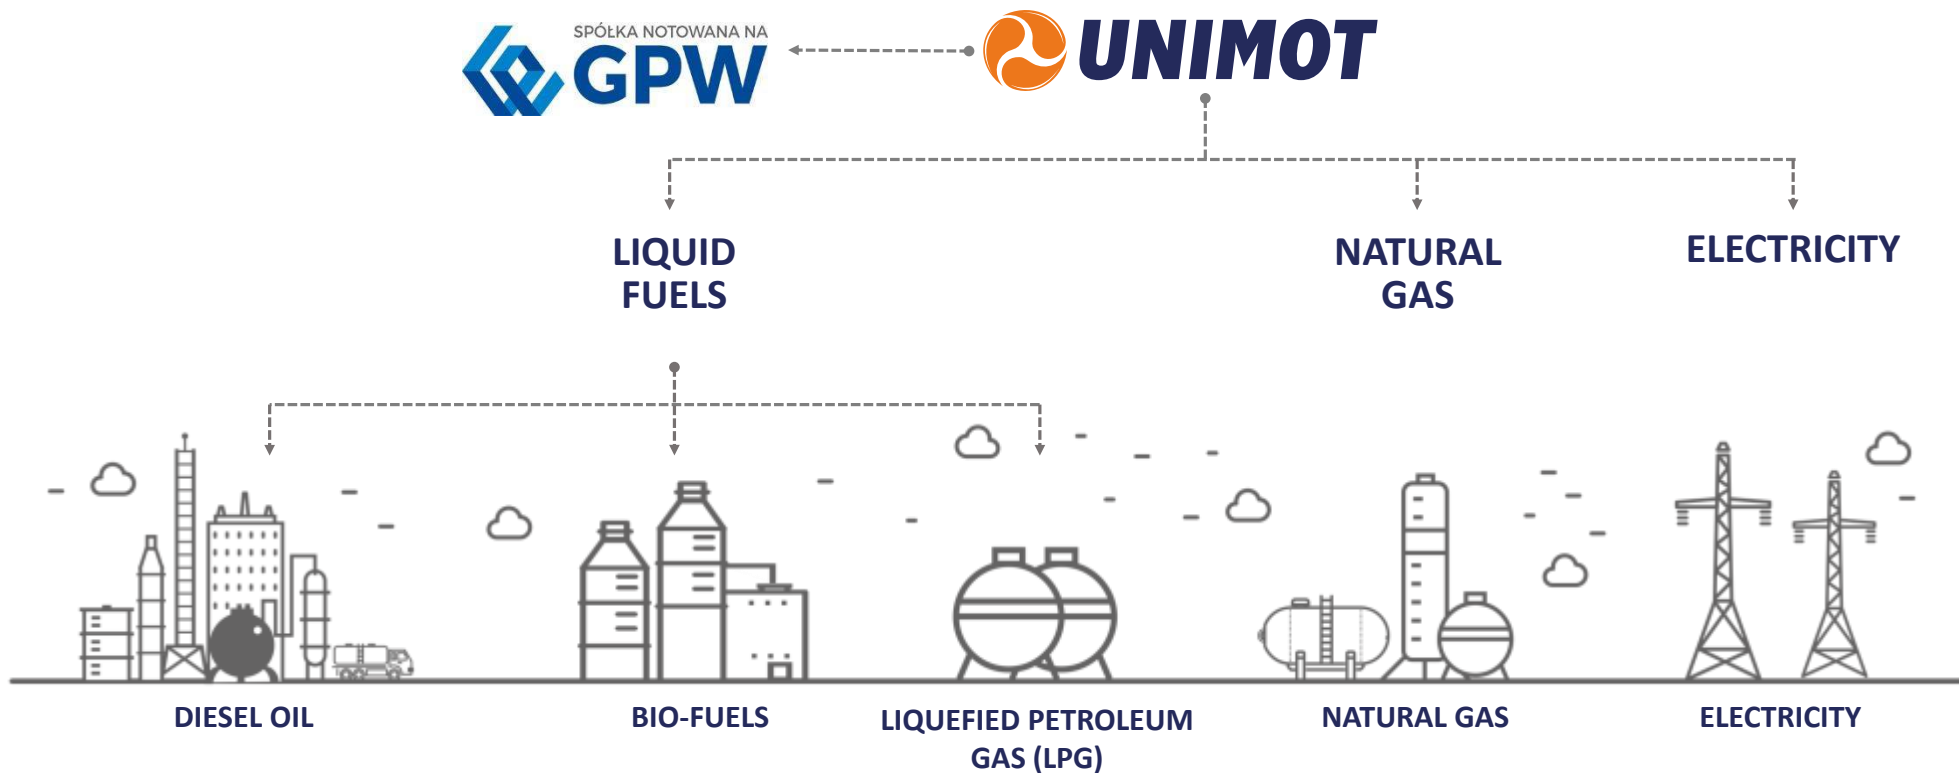 SPÓŁKA NOTOWANA NA
GPW
UNIMOT
LIQUID
FUELS
NATURAL
GAS
ELECTRICITY
DIESEL OIL
BIO-FUELS
LIQUEFIED PETROLEUM
GAS (LPG)
NATURAL GAS
ELECTRICITY